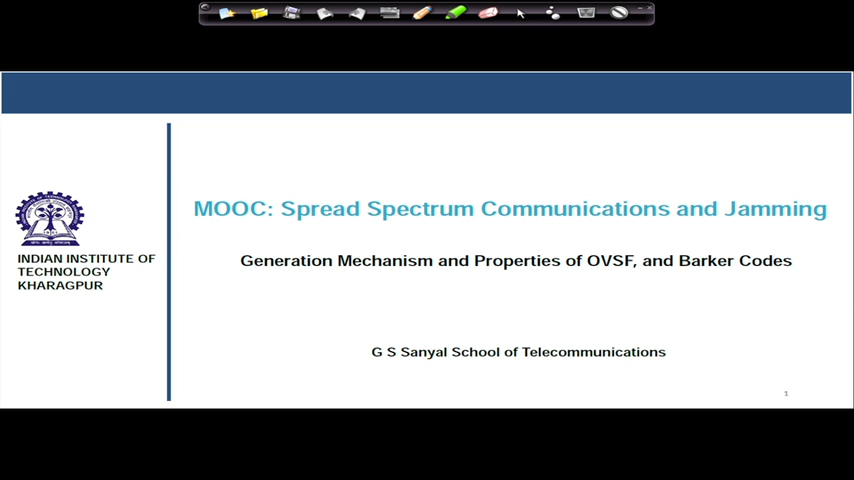 MOOC: Spread Spectrum Communications and Jamming
Generation Mechanism and Properties of OVSF, and Barker Codes
INDIAN INSTITUTE OF
TECHNOLOGY
KHARAGPUR
G S Sanyal School of Telecommunications
1